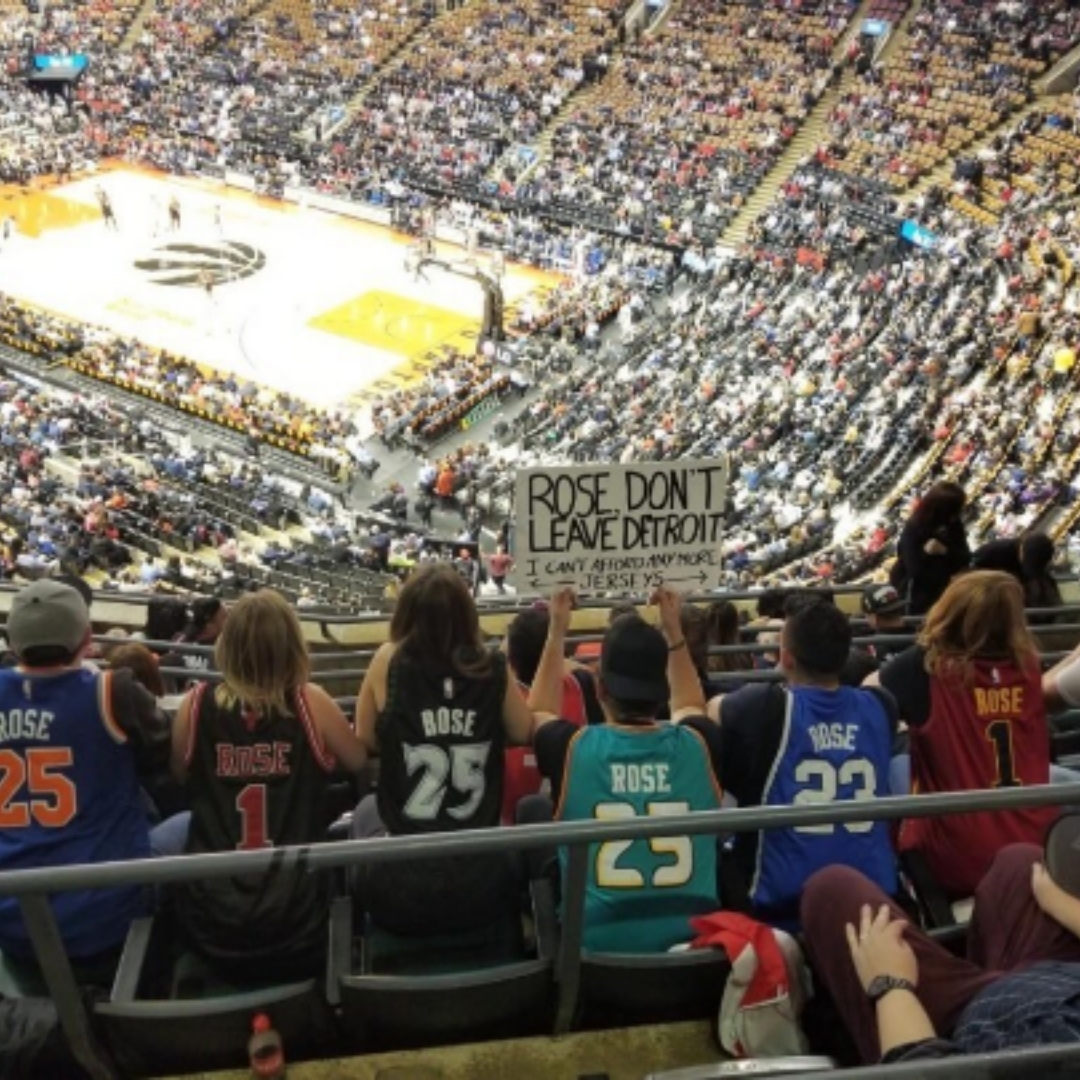 ROSE, DON'T
LEAVE DETROIT
I CAN'T AFFORD ANY MORE
← JERSEYS →
ROSE
25
ROSE
1
ROSE
25
ROSE
25
ROSE
23
ROSE
1